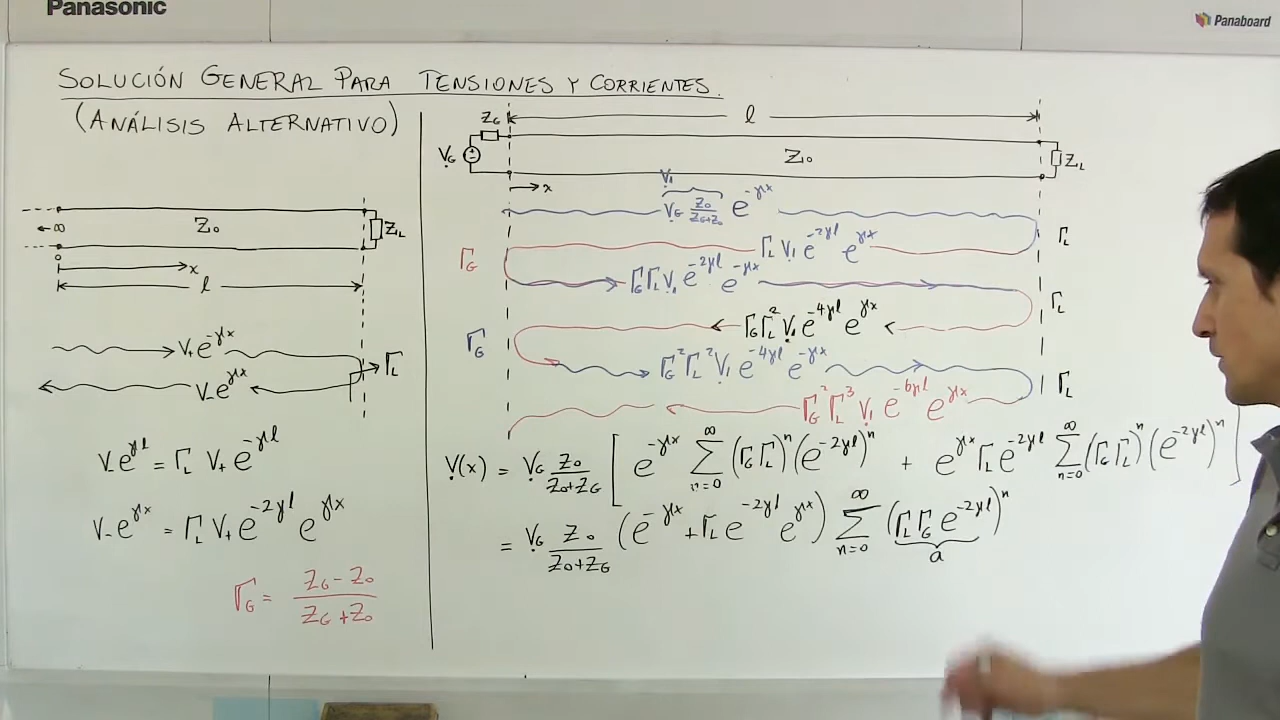 Panasonic
Panaboard
SOLUCIÓN GENERAL PARA TENSIONES Y CORRIENTES.
(ANÁLISIS ALTERNATIVO)
Z₀
Z_L
← ∞
0
→ x
l
V₊e^{-γx}
V₋e^{γx}
Γ_L
V₋e^{γl} = Γ_L V₊ e^{-γl}
V₋e^{γx} = Γ_L V₊ e^{-2γl} e^{γx}
Γ_G = (Z_G - Z₀)/(Z_G + Z₀)
Z_G
l
V_G
Z₀
Z_L
→ x
V₁
V_G Z₀/(Z_G+Z₀) e^{-γx}
Γ_L
Γ_L V₁ e^{-2γl} e^{γx}
Γ_G
Γ_G Γ_L V₁ e^{-2γl} e^{-γx}
Γ_L
Γ_G Γ_L² V₁ e^{-4γl} e^{γx}
Γ_G
Γ_G² Γ_L² V₁ e^{-4γl} e^{-γx}
Γ_L
Γ_G² Γ_L³ V₁ e^{-6γl} e^{γx}
V(x) = V_G Z₀/(Z₀+Z_G) [ e^{-γx} ∑_{n=0}^{∞} (Γ_G Γ_L)^n (e^{-2γl})^n + e^{γx} Γ_L e^{-2γl} ∑_{n=0}^{∞} (Γ_G Γ_L)^n (e^{-2γl})^n ]
= V_G Z₀/(Z₀+Z_G) (e^{-γx} + Γ_L e^{-2γl} e^{γx}) ∑_{n=0}^{∞} (Γ_L Γ_G e^{-2γl})^n
a